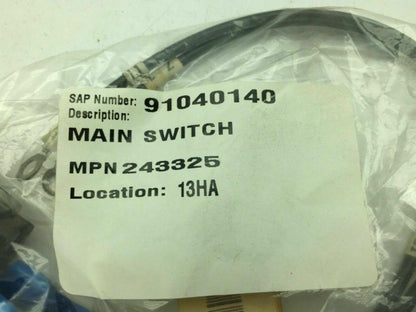 SAP Number: 91040140
Description:
MAIN SWITCH
MPN 243325
Location: 13HA